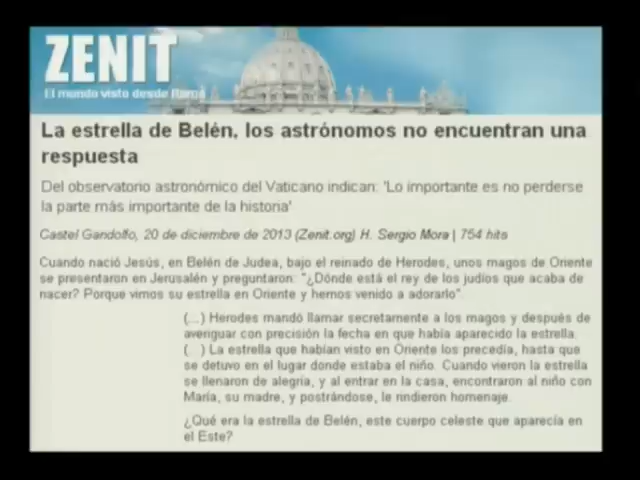 ZENIT
El mundo visto desde Roma
La estrella de Belén, los astrónomos no encuentran una
respuesta
Del observatorio astronómico del Vaticano indican: 'Lo importante es no perderse
la parte más importante de la historia'
Castel Gandolfo, 20 de diciembre de 2013 (Zenit.org) H. Sergio Mora | 754 hits
Cuando nació Jesús, en Belén de Judea, bajo el reinado de Herodes, unos magos de Oriente
se presentaron en Jerusalén y preguntaron: "¿Dónde está el rey de los judíos que acaba de
nacer? Porque vimos su estrella en Oriente y hemos venido a adorarlo".
(...) Herodes mandó llamar secretamente a los magos y después de
averiguar con precisión la fecha en que había aparecido la estrella.
(...) La estrella que habían visto en Oriente los precedía, hasta que
se detuvo en el lugar donde estaba el niño. Cuando vieron la estrella
se llenaron de alegría, y al entrar en la casa, encontraron al niño con
María, su madre, y postrándose, le rindieron homenaje.
¿Qué era la estrella de Belén, este cuerpo celeste que aparecía en
el Este?